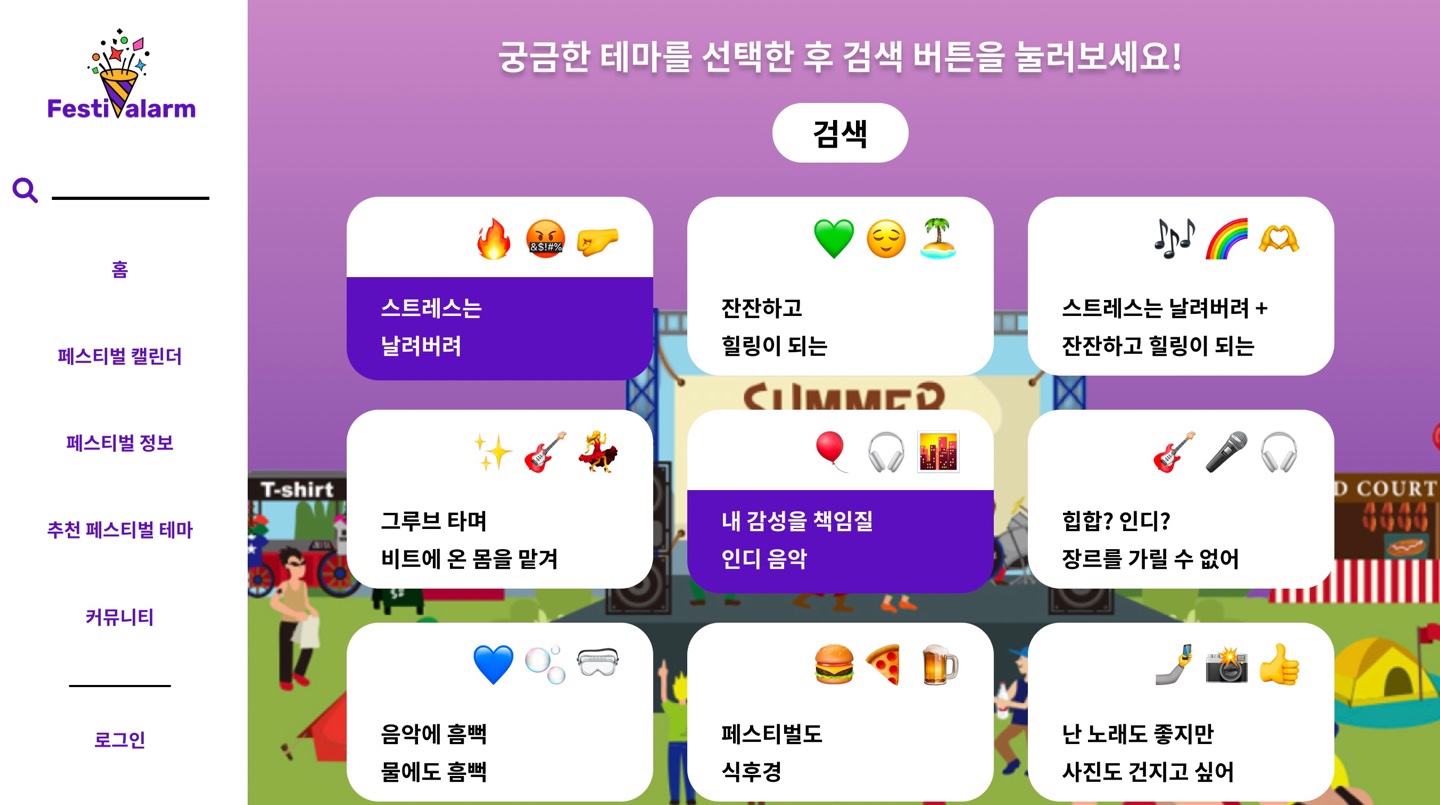 Festivalarm
홈
페스티벌 캘린더
페스티벌 정보
추천 페스티벌 테마
커뮤니티
로그인
궁금한 테마를 선택한 후 검색 버튼을 눌러보세요!
검색
&$!#%
스트레스는
날려버려
잔잔하고
힐링이 되는
스트레스는 날려버려 +
잔잔하고 힐링이 되는
SUMMER
T-shirt
그루브 타며
비트에 온 몸을 맡겨
내 감성을 책임질
인디 음악
힙합? 인디?
장르를 가릴 수 없어
D COURT
음악에 흠뻑
물에도 흠뻑
페스티벌도
식후경
난 노래도 좋지만
사진도 건지고 싶어